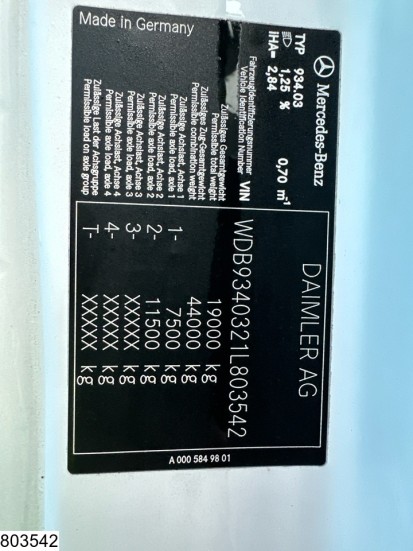 Mercedes-Benz
DAIMLER AG
TYP 934.03
1,25 % 0,70 m⁻¹
iHA= 2,84
Fahrzeugidentifizierungsnummer
Vehicle Identification Number VIN WDB9340321L803542
Zulässiges Gesamtgewicht
Permissible total weight 19000 kg
Zulässiges Zug-Gesamtgewicht
Permissible combination weight 44000 kg
Zulässige Achslast, Achse 1
Permissible axle load, axle 1 1- 7500 kg
Zulässige Achslast, Achse 2
Permissible axle load, axle 2 2- 11500 kg
Zulässige Achslast, Achse 3
Permissible axle load, axle 3 3- XXXXX kg
Zulässige Achslast, Achse 4
Permissible axle load, axle 4 4- XXXXX kg
Zulässige Last der Achsgruppe
Permissible load on axle group T- XXXXX kg
Made in Germany
A 000 584 98 01
803542